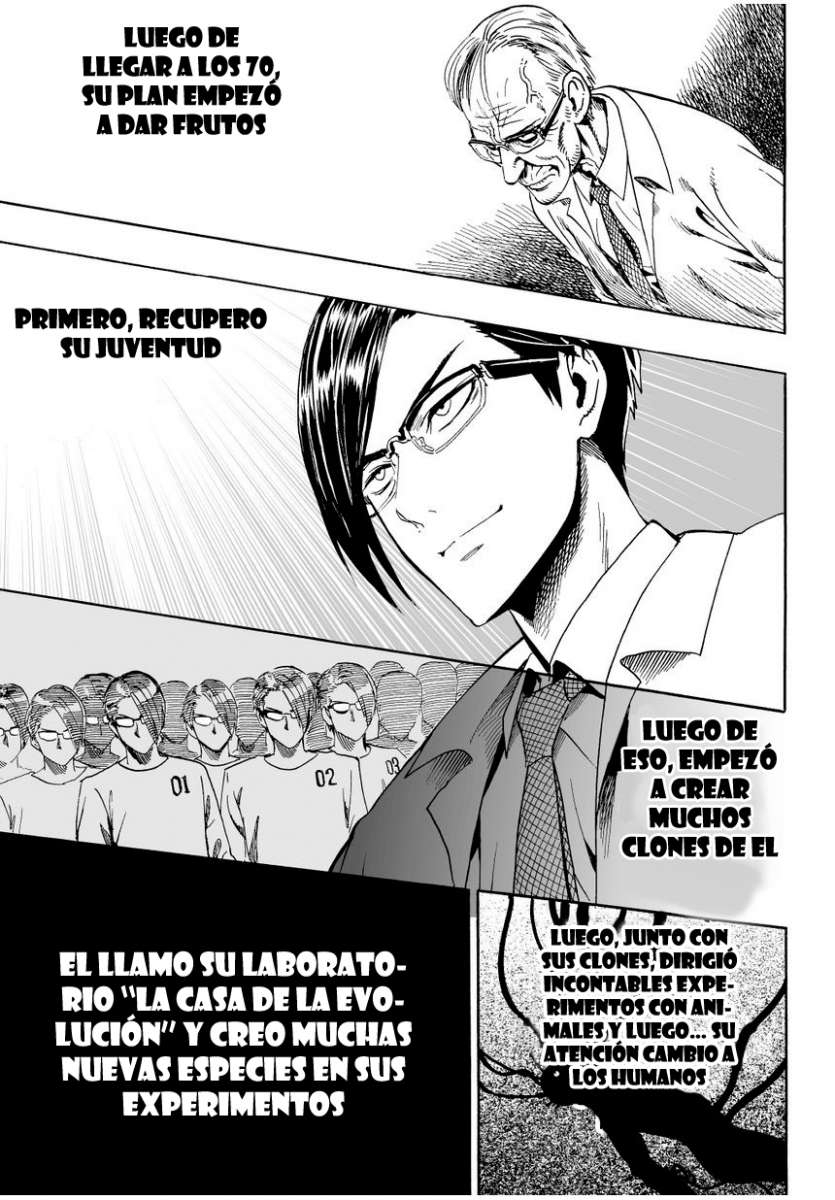 LUEGO DE
LLEGAR A LOS 70,
SU PLAN EMPEZÓ
A DAR FRUTOS
PRIMERO, RECUPERO
SU JUVENTUD
01
02
03
LUEGO DE
ESO, EMPEZÓ
A CREAR
MUCHOS
CLONES DE EL
LUEGO, JUNTO CON
SUS CLONES, DIRIGIÓ
INCONTABLES EXPE-
RIMENTOS CON ANI-
MALES Y LUEGO... SU
ATENCIÓN CAMBIO A
LOS HUMANOS
EL LLAMO SU LABORATO-
RIO "LA CASA DE LA EVO-
LUCIÓN" Y CREO MUCHAS
NUEVAS ESPECIES EN SUS
EXPERIMENTOS